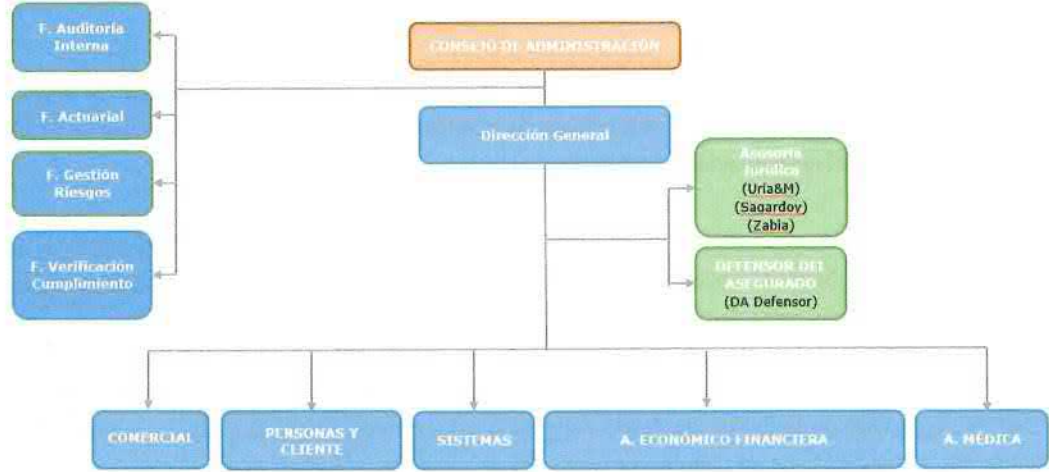 F. Auditoría
Interna
CONSEJO DE ADMINISTRACIÓN
F. Actuarial
Dirección General
F. Gestión
Riesgos
Asesoría
Jurídica
(Uría&M)
(Sagardoy)
(Zabia)
F. Verificación
Cumplimiento
DEFENSOR DEL
ASEGURADO
(DA Defensor)
COMERCIAL
PERSONAS Y
CLIENTE
SISTEMAS
A. ECONÓMICO FINANCIERA
A. MÉDICA